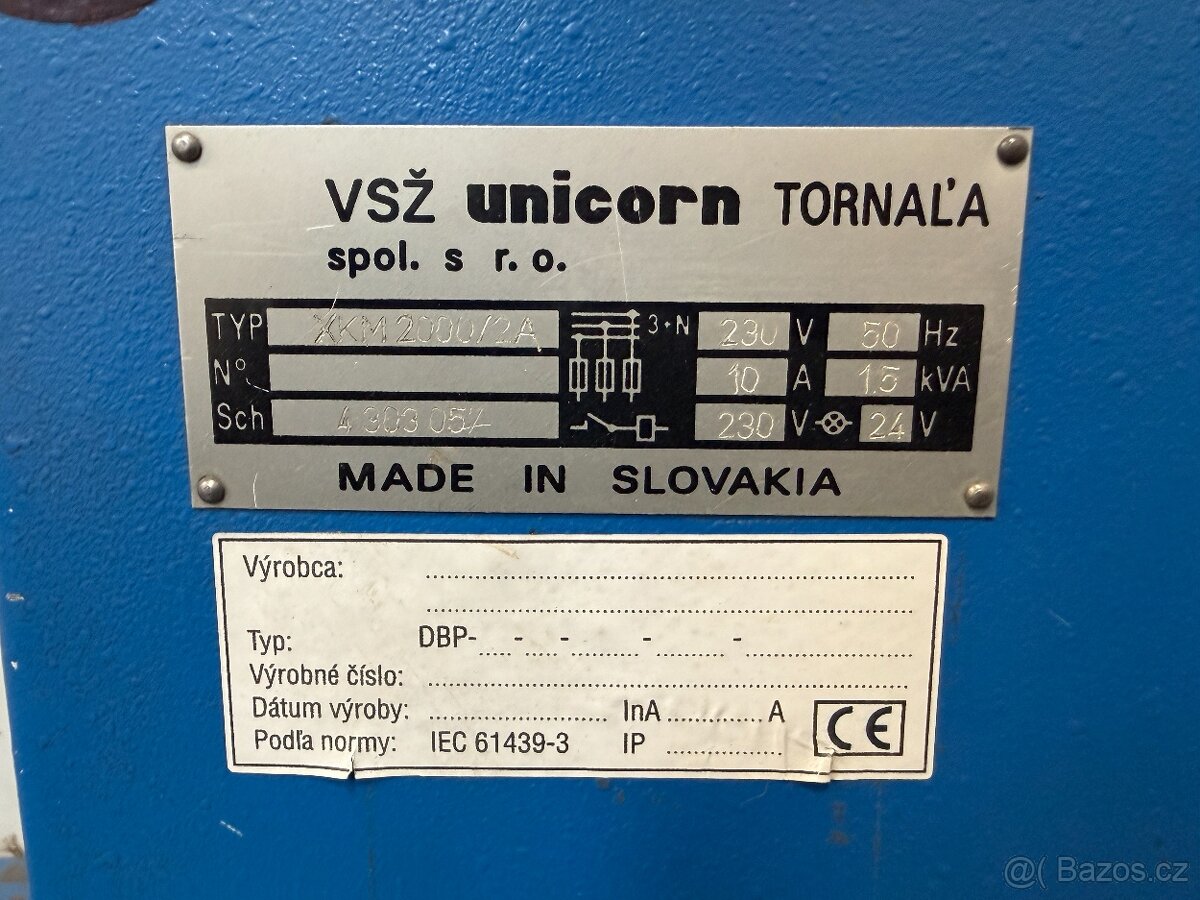 VSŽ unicorn TORNAĽA
spol. s r. o.
TYP XKM 2000/2A 3+N 230 V 50 Hz
N° 10 A 1.5 kVA
Sch 4 303 05 230 V 24 V
MADE IN SLOVAKIA
Výrobca: ..........
..........
Typ: DBP-.....-.....-..........-..........-..........
Výrobné číslo: ..........
Dátum výroby: .......... InA .......... A CE
Podľa normy: IEC 61439-3 IP ..........
@( Bazos.cz